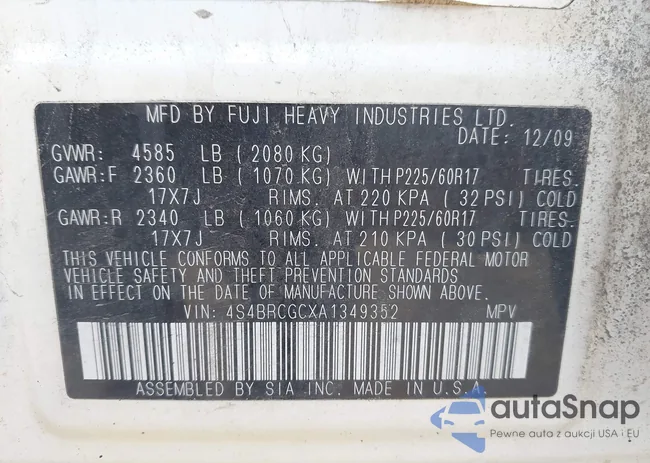 MFD BY FUJI HEAVY INDUSTRIES LTD.
DATE: 12/09
GVWR: 4585 LB ( 2080 KG)
GAWR:F 2360 LB ( 1070 KG) WITH P225/60R17 TIRES.
17X7J RIMS. AT 220 KPA ( 32 PSI) COLD
GAWR:R 2340 LB ( 1060 KG) WITH P225/60R17 TIRES.
17X7J RIMS. AT 210 KPA ( 30 PSI) COLD
THIS VEHICLE CONFORMS TO ALL APPLICABLE FEDERAL MOTOR
VEHICLE SAFETY AND THEFT PREVENTION STANDARDS
IN EFFECT ON THE DATE OF MANUFACTURE SHOWN ABOVE.
VIN: 4S4BRCGCXA1349352 MPV
ASSEMBLED BY SIA INC. MADE IN U.S.A
autaSnap
Pewne auta z aukcji USA i EU